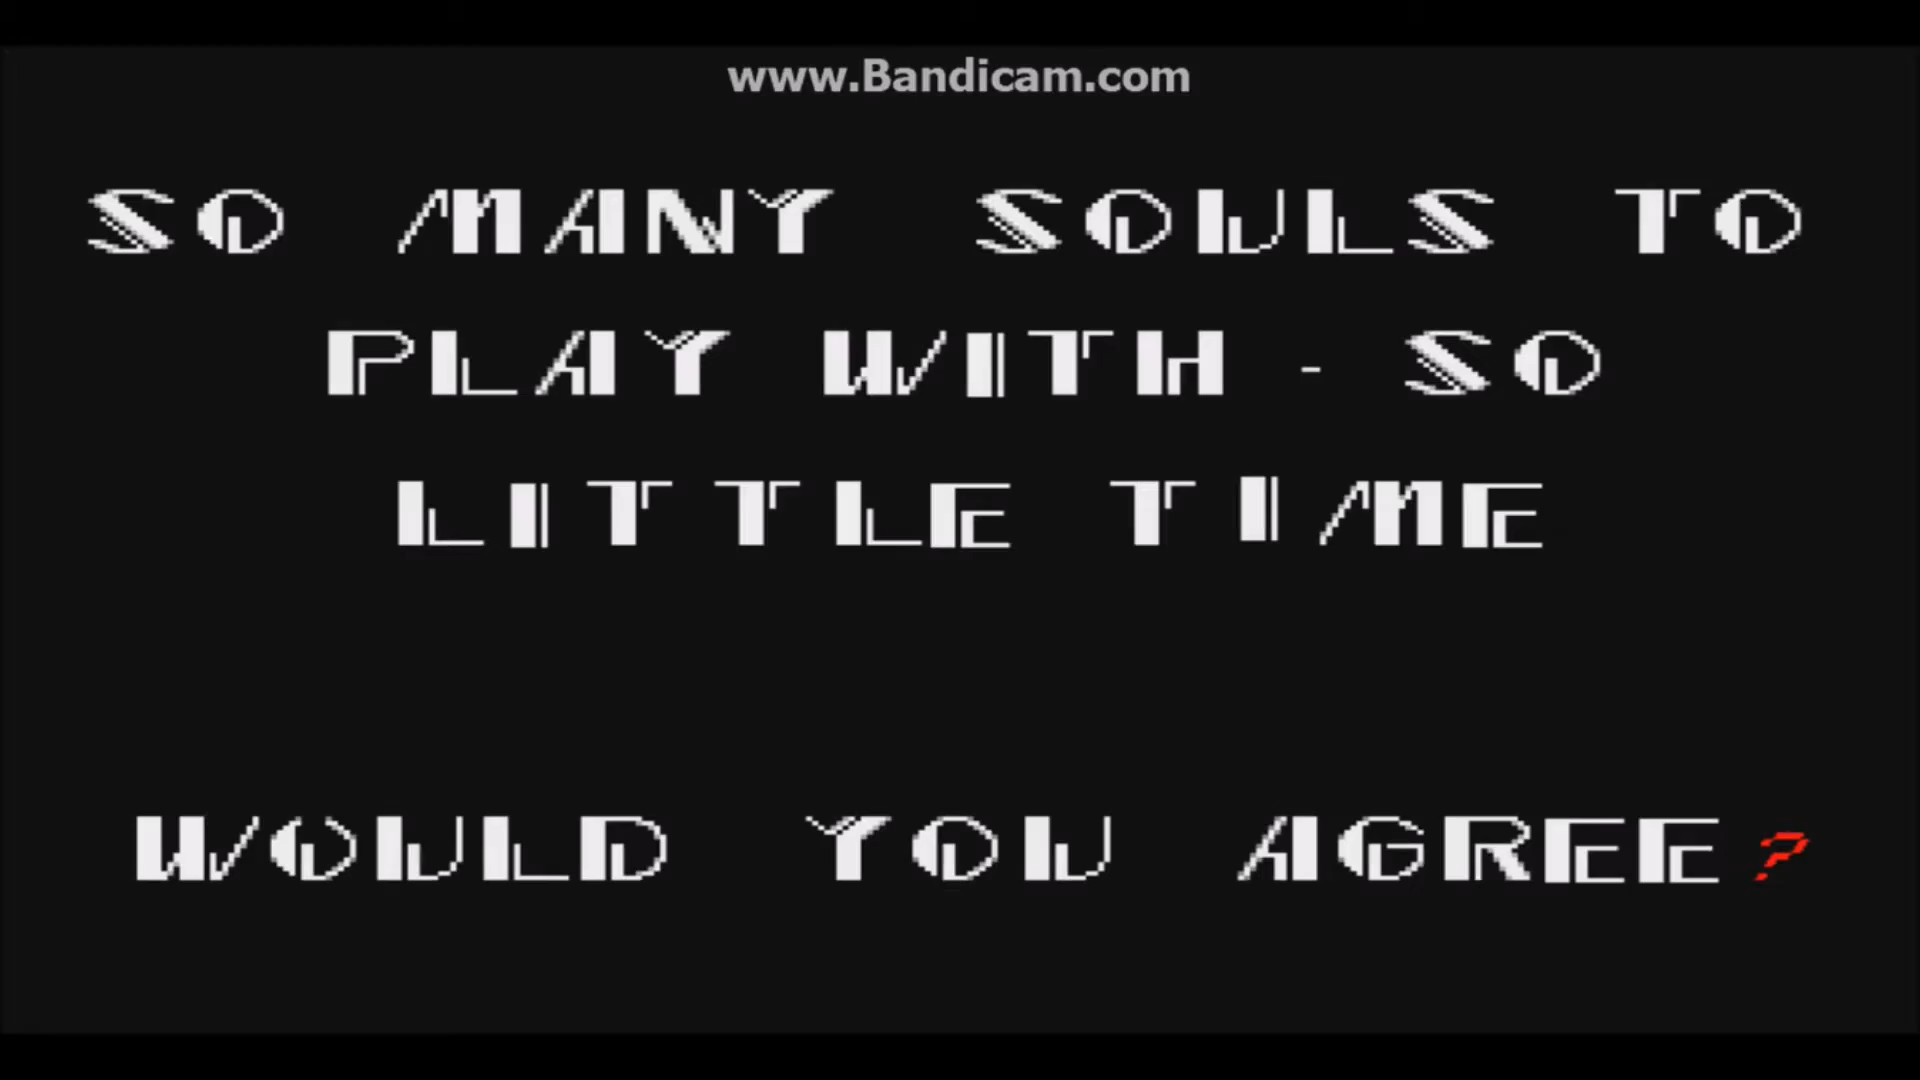 www.Bandicam.com
SO MANY SOULS TO
PLAY WITH - SO
LITTLE TIME
WOULD YOU AGREE?